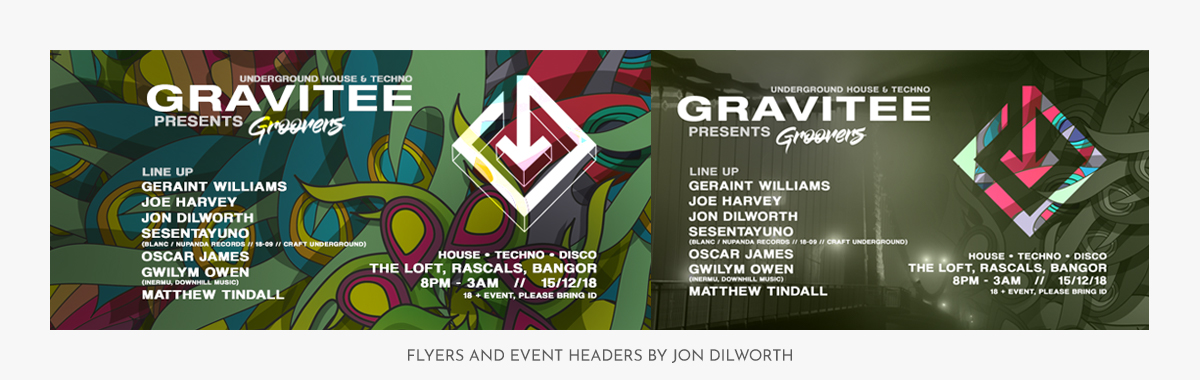 UNDERGROUND HOUSE & TECHNO
GRAVITEE
PRESENTS Groovers
LINE UP
GERAINT WILLIAMS
JOE HARVEY
JON DILWORTH
SESENTAYUNO
(BLANC / NUPANDA RECORDS // 18-09 // CRAFT UNDERGROUND)
OSCAR JAMES
GWILYM OWEN
(INERMU, DOWNHILL MUSIC)
MATTHEW TINDALL
HOUSE • TECHNO • DISCO
THE LOFT, RASCALS, BANGOR
8PM - 3AM // 15/12/18
18 + EVENT, PLEASE BRING ID
UNDERGROUND HOUSE & TECHNO
GRAVITEE
PRESENTS Groovers
LINE UP
GERAINT WILLIAMS
JOE HARVEY
JON DILWORTH
SESENTAYUNO
(BLANC / NUPANDA RECORDS // 18-09 // CRAFT UNDERGROUND)
OSCAR JAMES
GWILYM OWEN
(INERMU, DOWNHILL MUSIC)
MATTHEW TINDALL
HOUSE • TECHNO • DISCO
THE LOFT, RASCALS, BANGOR
8PM - 3AM // 15/12/18
18 + EVENT, PLEASE BRING ID
FLYERS AND EVENT HEADERS BY JON DILWORTH